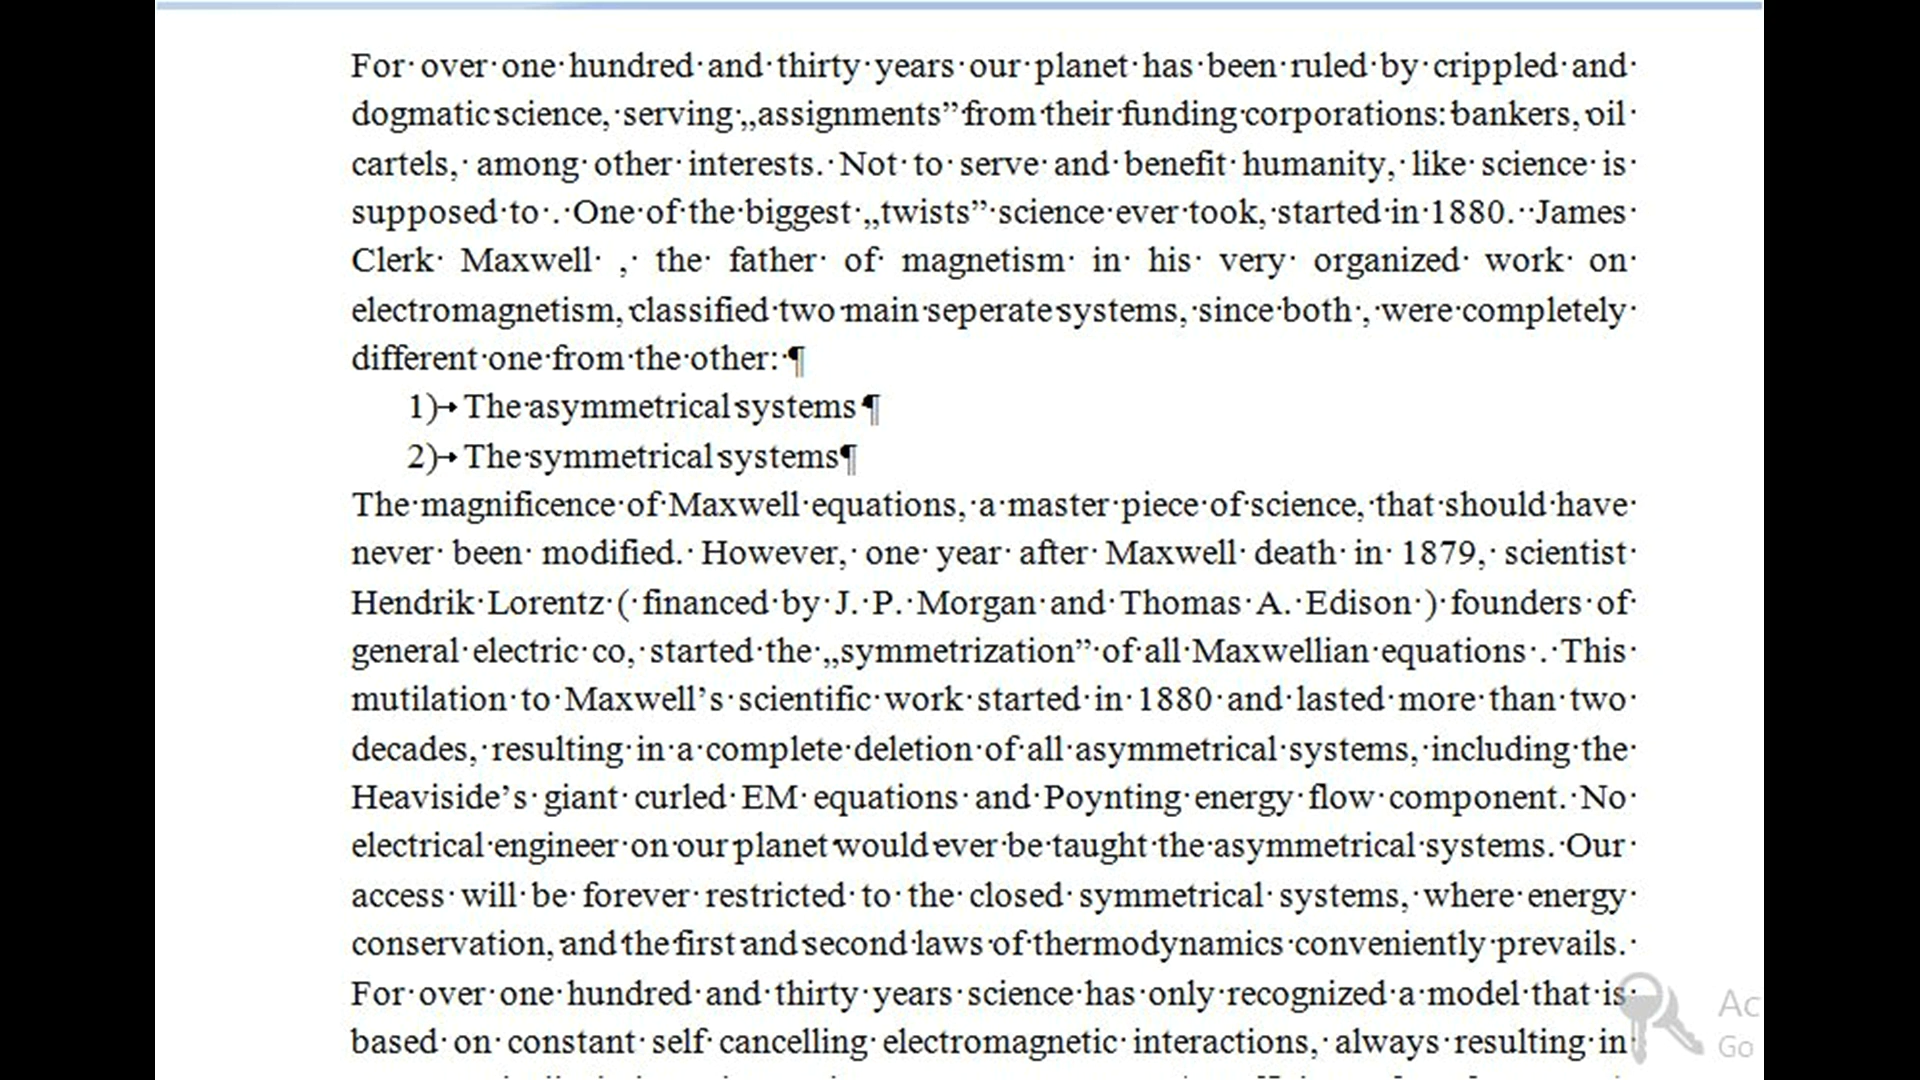 For over one hundred and thirty years our planet has been ruled by crippled and
dogmatic science, serving „assignments” from their funding corporations: bankers, oil
cartels, among other interests. Not to serve and benefit humanity, like science is
supposed to . One of the biggest „twists” science ever took, started in 1880. James
Clerk Maxwell , the father of magnetism in his very organized work on
electromagnetism, classified two main seperate systems, since both , were completely
different one from the other: ¶
1)→ The asymmetrical systems ¶
2)→ The symmetrical systems¶
The magnificence of Maxwell equations, a master piece of science, that should have
never been modified. However, one year after Maxwell death in 1879, scientist
Hendrik Lorentz ( financed by J. P. Morgan and Thomas A. Edison ) founders of
general electric co, started the „symmetrization” of all Maxwellian equations . This
mutilation to Maxwell’s scientific work started in 1880 and lasted more than two
decades, resulting in a complete deletion of all asymmetrical systems, including the
Heaviside’s giant curled EM equations and Poynting energy flow component. No
electrical engineer on our planet would ever be taught the asymmetrical systems. Our
access will be forever restricted to the closed symmetrical systems, where energy
conservation, and the first and second laws of thermodynamics conveniently prevails.
For over one hundred and thirty years science has only recognized a model that is
based on constant self cancelling electromagnetic interactions, always resulting in
Ac
Go